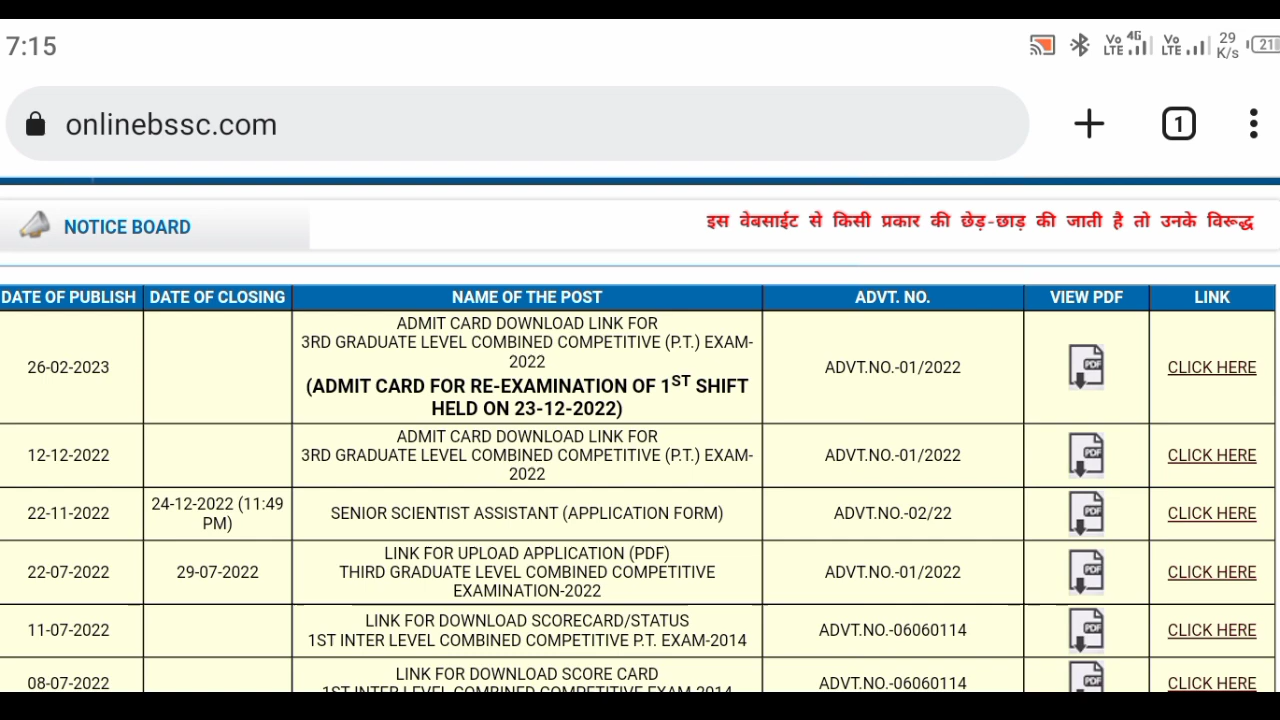 7:15
Vo LTE 4G Vo LTE 29 K/s 21
onlinebssc.com
1
NOTICE BOARD
इस वेबसाईट से किसी प्रकार की छेड़-छाड़ की जाती है तो उनके विरूद्ध
DATE OF PUBLISH DATE OF CLOSING NAME OF THE POST ADVT. NO. VIEW PDF LINK
ADMIT CARD DOWNLOAD LINK FOR
3RD GRADUATE LEVEL COMBINED COMPETITIVE (P.T.) EXAM-
2022
26-02-2023 ADVT.NO.-01/2022 PDF CLICK HERE
(ADMIT CARD FOR RE-EXAMINATION OF 1ST SHIFT
HELD ON 23-12-2022)
ADMIT CARD DOWNLOAD LINK FOR
12-12-2022 3RD GRADUATE LEVEL COMBINED COMPETITIVE (P.T.) EXAM- ADVT.NO.-01/2022 PDF CLICK HERE
2022
22-11-2022 24-12-2022 (11:49 SENIOR SCIENTIST ASSISTANT (APPLICATION FORM) ADVT.NO.-02/22 PDF CLICK HERE
PM)
LINK FOR UPLOAD APPLICATION (PDF)
22-07-2022 29-07-2022 THIRD GRADUATE LEVEL COMBINED COMPETITIVE ADVT.NO.-01/2022 PDF CLICK HERE
EXAMINATION-2022
LINK FOR DOWNLOAD SCORECARD/STATUS
11-07-2022 1ST INTER LEVEL COMBINED COMPETITIVE P.T. EXAM-2014 ADVT.NO.-06060114 PDF CLICK HERE
LINK FOR DOWNLOAD SCORE CARD
08-07-2022 1ST INTER LEVEL COMBINED COMPETITIVE EXAM-2014 ADVT.NO.-06060114 PDF CLICK HERE